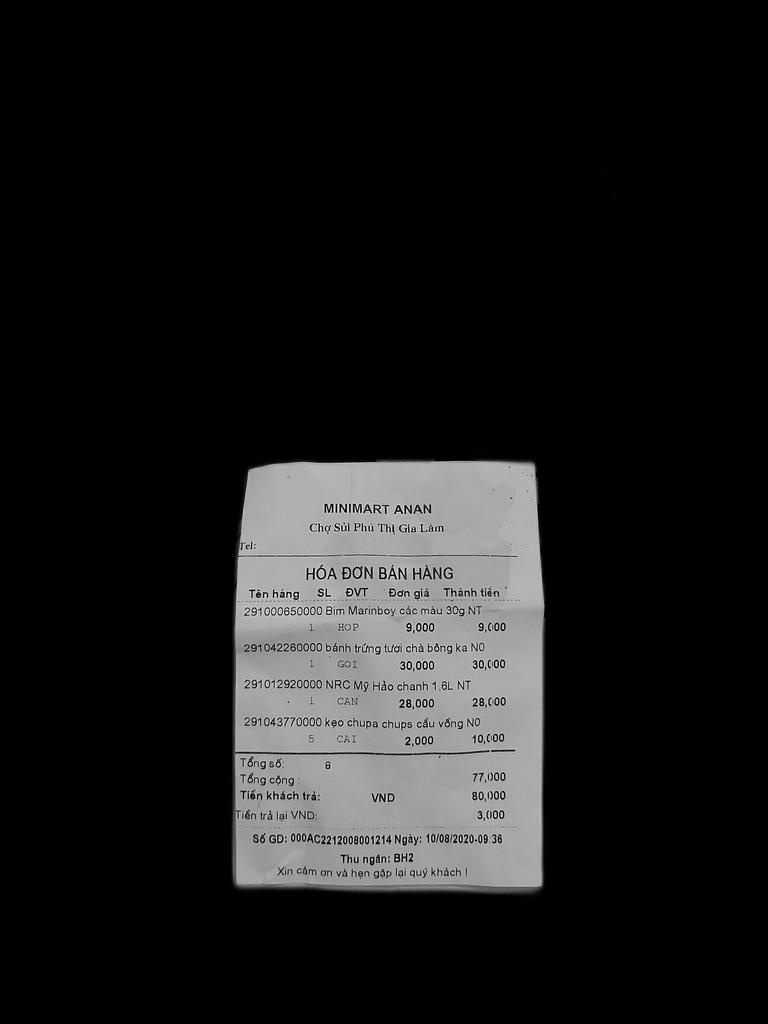 MINIMART ANAN
Chợ Sủi Phú Thị Gia Lâm
Tel:
HÓA ĐƠN BÁN HÀNG
Tên hàng SL ĐVT Đơn giá Thành tiền
291000650000 Bim Marinboy các màu 30g NT
1 HOP 9,000 9,000
291042260000 bánh trứng tươi chà bông ka N0
1 GOI 30,000 30,000
291012920000 NRC Mỹ Hảo chanh 1,6L NT
1 CAN 28,000 28,000
291043770000 kẹo chupa chups cầu vồng N0
5 CAI 2,000 10,000
Tổng số: 8
Tổng cộng : 77,000
Tiền khách trả: VND 80,000
Tiền trả lại VND: 3,000
Số GD: 000AC2212008001214 Ngày: 10/08/2020-09:36
Thu ngân: BH2
Xin cảm ơn và hẹn gặp lại quý khách !